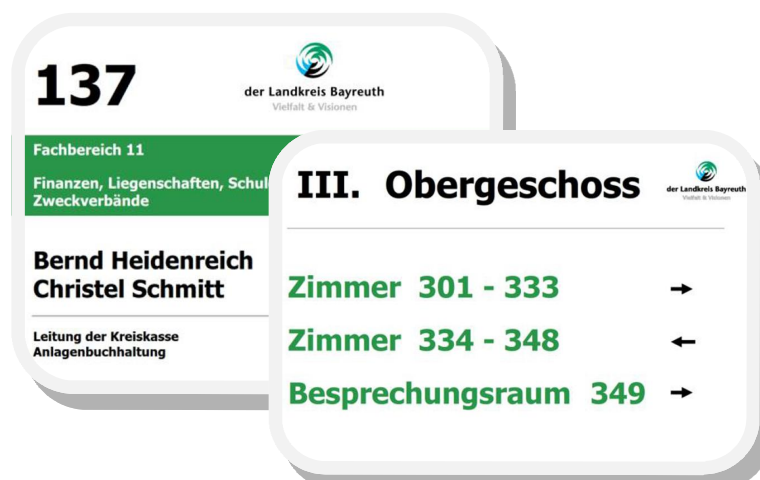 137
der Landkreis Bayreuth
Vielfalt & Visionen
Fachbereich 11
Finanzen, Liegenschaften,
Zweckverbände
Bernd Heidenreich
Christel Schmitt
Leitung der Kreiskasse
Anlagenbuchhaltung
III. Obergeschoss
der Landkreis Bayreuth
Vielfalt & Visionen
Zimmer 301 - 333 →
Zimmer 334 - 348 ←
Besprechungsraum 349 →